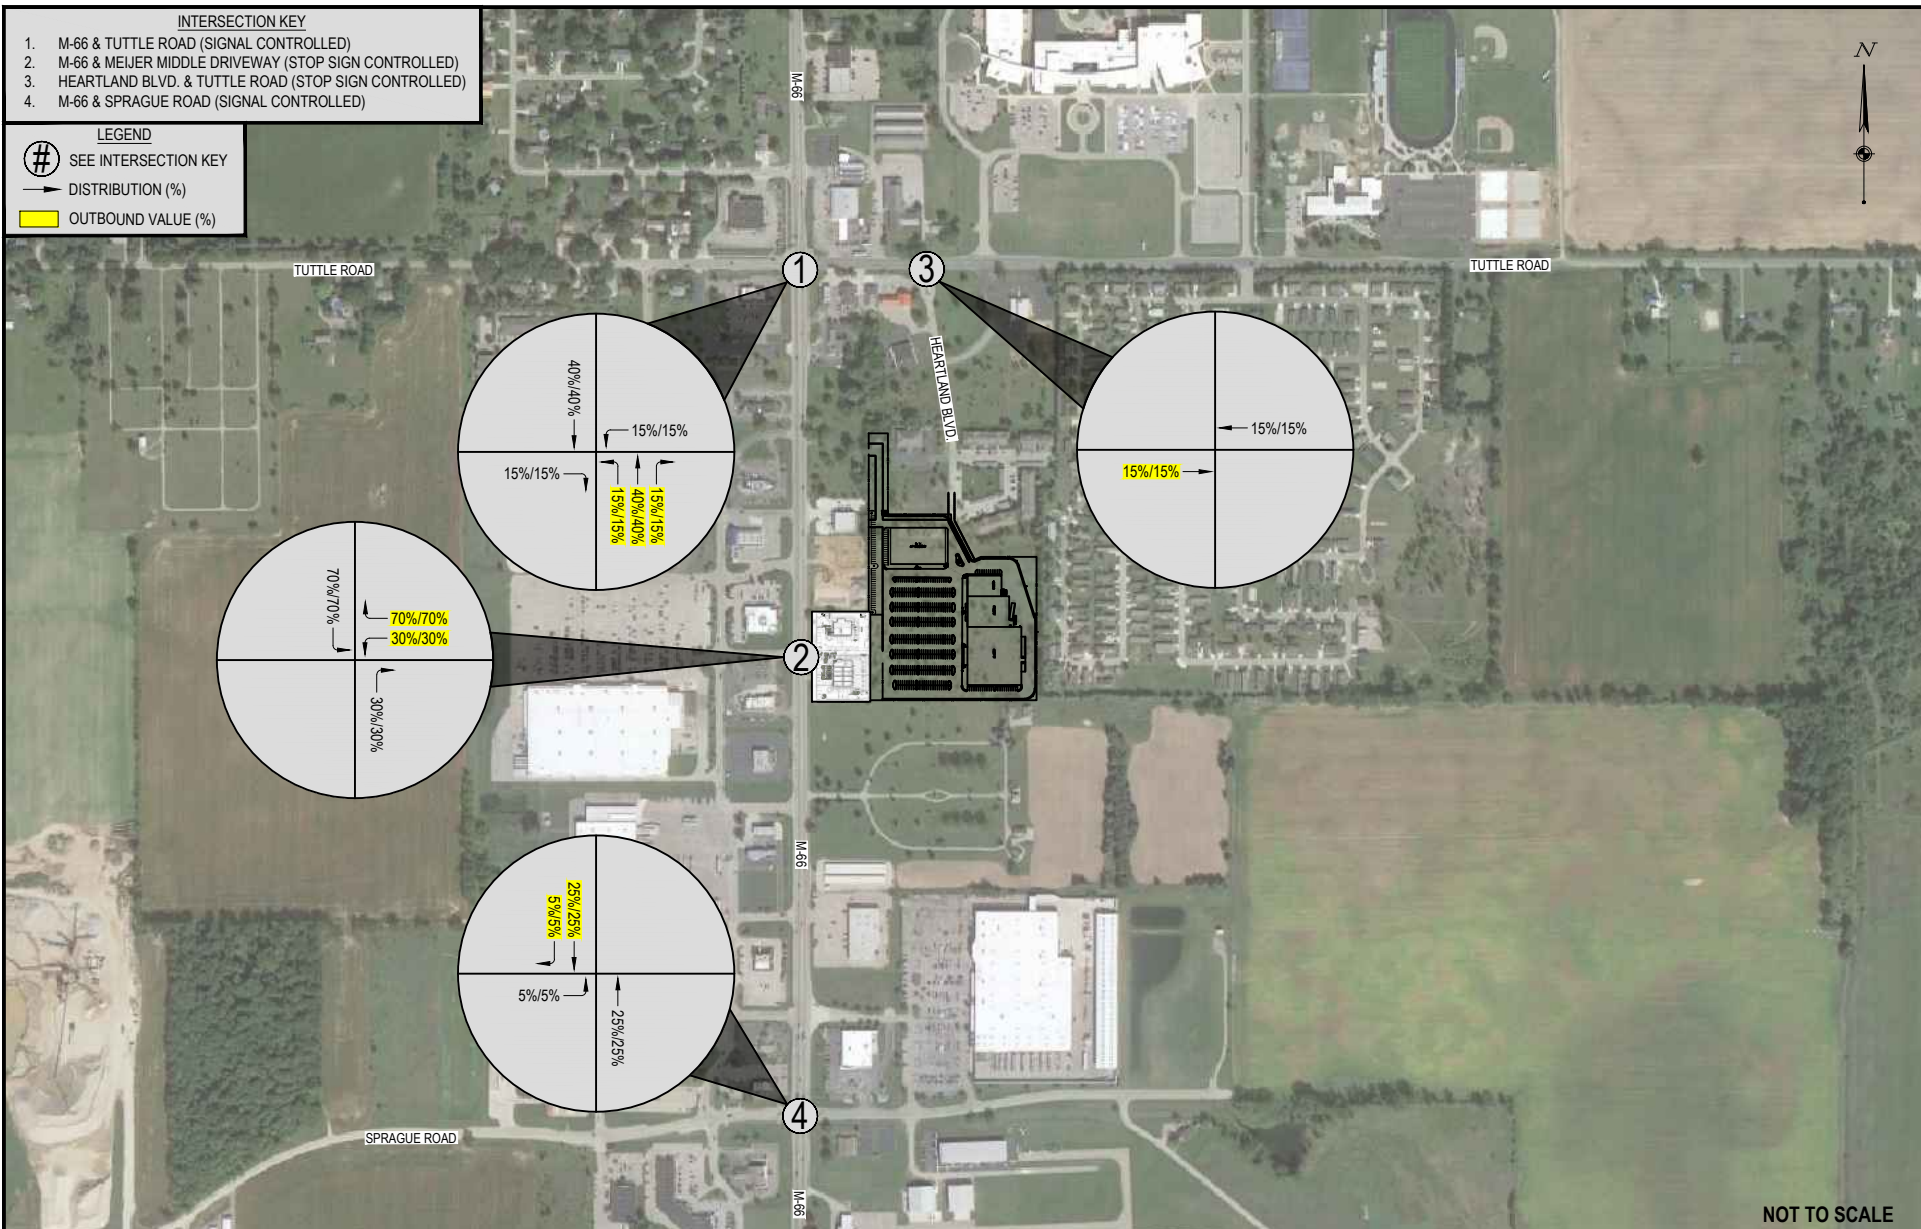 INTERSECTION KEY
1. M-66 & TUTTLE ROAD (SIGNAL CONTROLLED)
2. M-66 & MEIJER MIDDLE DRIVEWAY (STOP SIGN CONTROLLED)
3. HEARTLAND BLVD. & TUTTLE ROAD (STOP SIGN CONTROLLED)
4. M-66 & SPRAGUE ROAD (SIGNAL CONTROLLED)
LEGEND
# SEE INTERSECTION KEY
DISTRIBUTION (%)
OUTBOUND VALUE (%)
N
M-66
TUTTLE ROAD
1
3
TUTTLE ROAD
HEARTLAND BLVD.
40%/40%
15%/15%
15%/15%
15%/15%
40%/40%
15%/15%
15%/15%
15%/15%
70%/70%
70%/70%
30%/30%
30%/30%
2
M-66
25%/25%
5%/5%
5%/5%
25%/25%
4
SPRAGUE ROAD
M-66
NOT TO SCALE